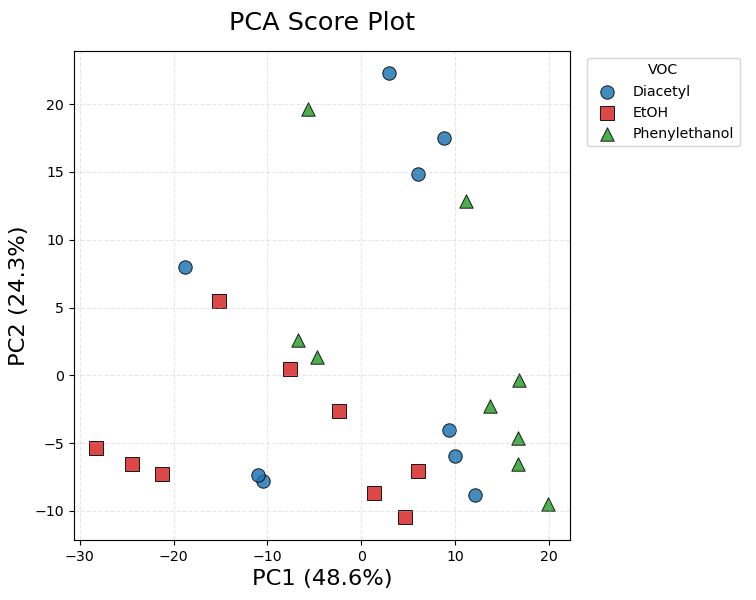 PCA Score Plot
VOC
Diacetyl
EtOH
Phenylethanol
PC2 (24.3%)
20
15
10
5
0
−5
−10
−30
−20
−10
0
10
20
PC1 (48.6%)